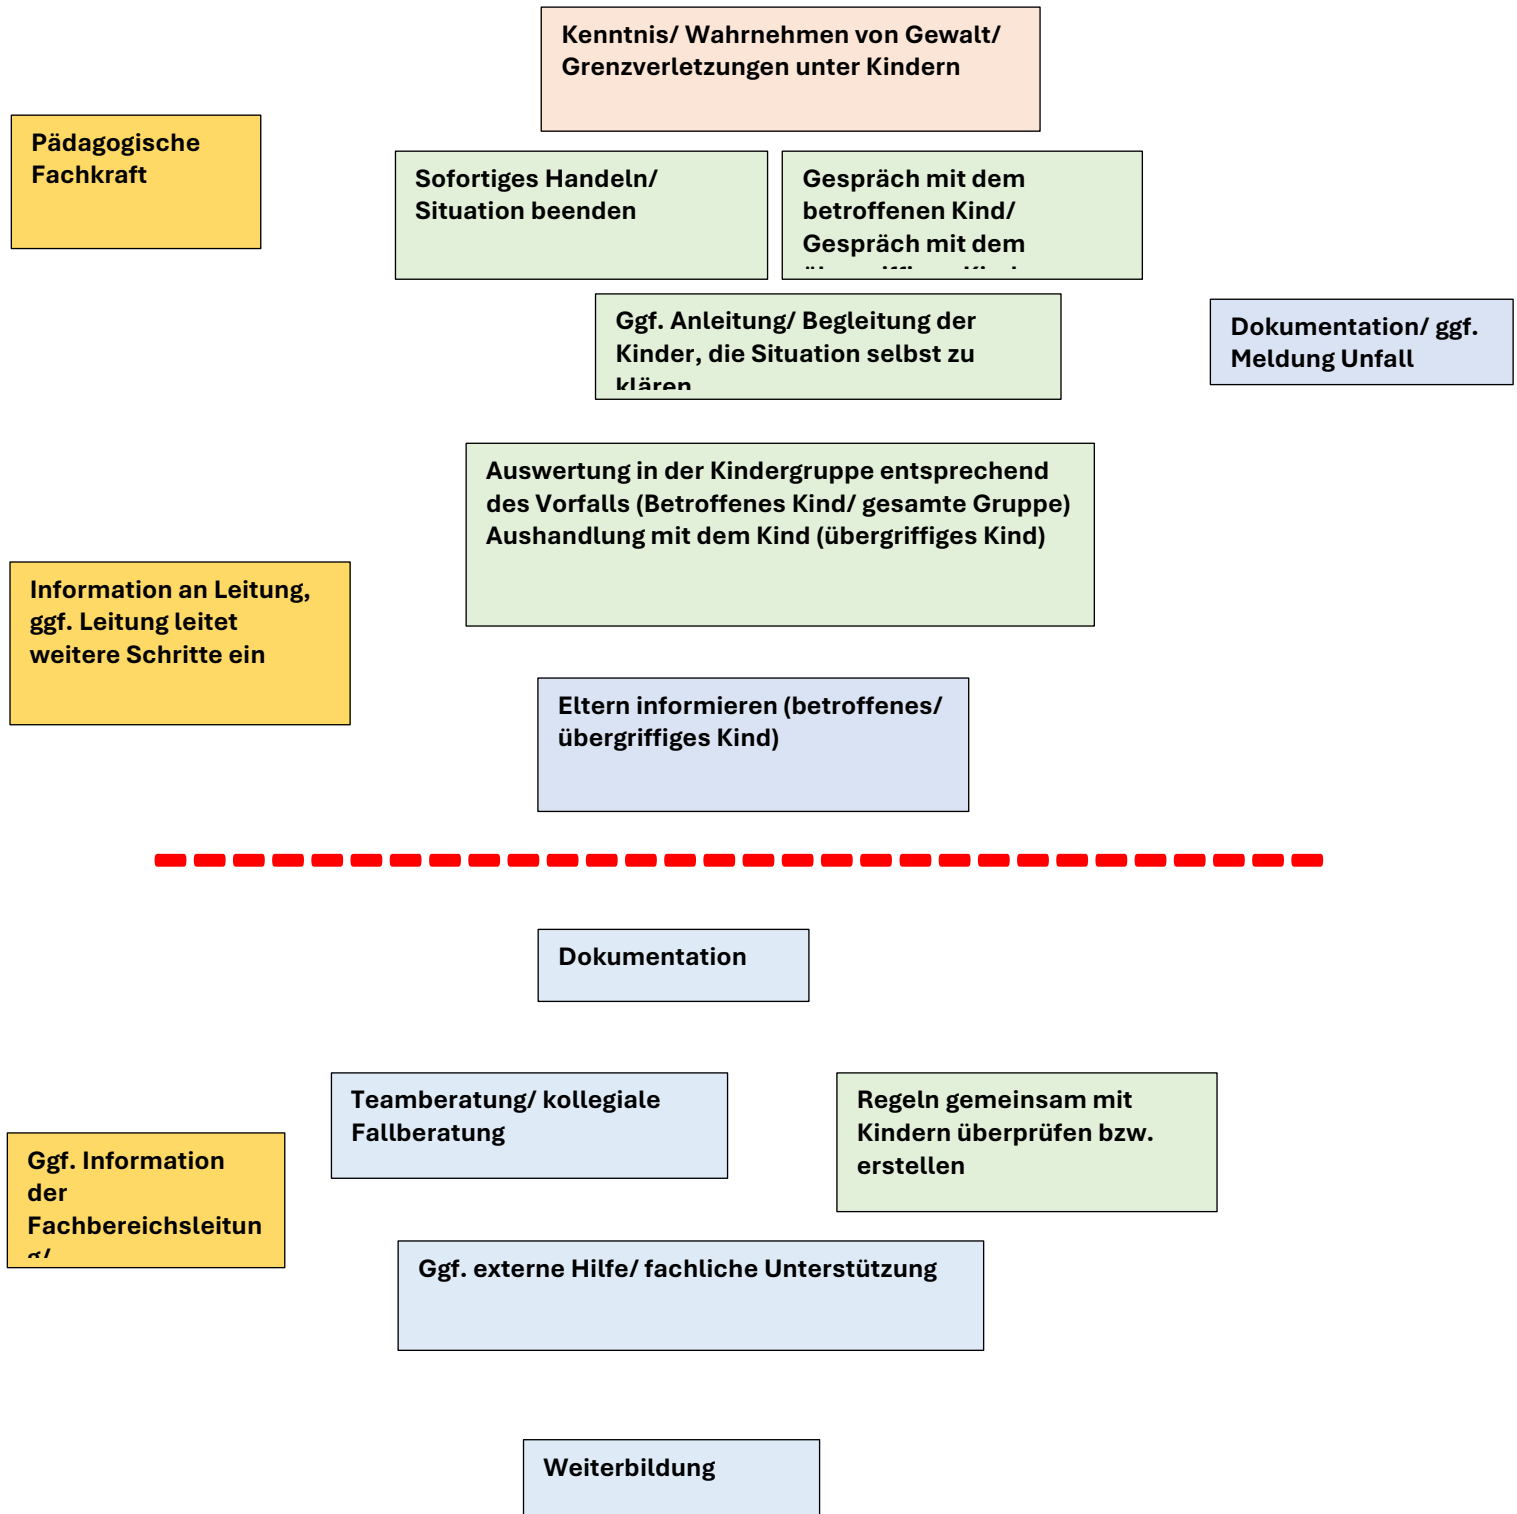 Kenntnis/ Wahrnehmen von Gewalt/
Grenzverletzungen unter Kindern
Pädagogische
Fachkraft
Sofortiges Handeln/
Situation beenden
Gespräch mit dem
betroffenen Kind/
Gespräch mit dem
Ggf. Anleitung/ Begleitung der
Kinder, die Situation selbst zu
klären
Dokumentation/ ggf.
Meldung Unfall
Auswertung in der Kindergruppe entsprechend
des Vorfalls (Betroffenes Kind/ gesamte Gruppe)
Aushandlung mit dem Kind (übergriffiges Kind)
Information an Leitung,
ggf. Leitung leitet
weitere Schritte ein
Eltern informieren (betroffenes/
übergriffiges Kind)
Dokumentation
Teamberatung/ kollegiale
Fallberatung
Regeln gemeinsam mit
Kindern überprüfen bzw.
erstellen
Ggf. Information
der
Fachbereichsleitun
g/
Ggf. externe Hilfe/ fachliche Unterstützung
Weiterbildung